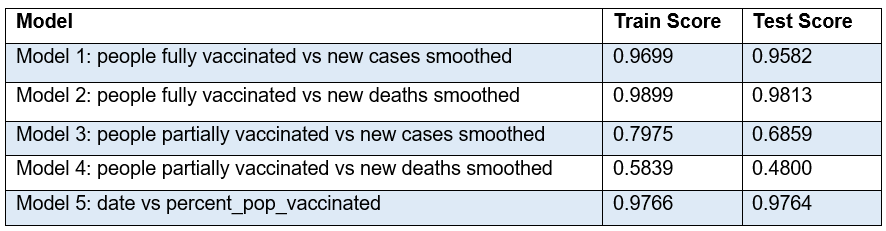 Model Train Score Test Score
Model 1: people fully vaccinated vs new cases smoothed 0.9699 0.9582
Model 2: people fully vaccinated vs new deaths smoothed 0.9899 0.9813
Model 3: people partially vaccinated vs new cases smoothed 0.7975 0.6859
Model 4: people partially vaccinated vs new deaths smoothed 0.5839 0.4800
Model 5: date vs percent_pop_vaccinated 0.9766 0.9764